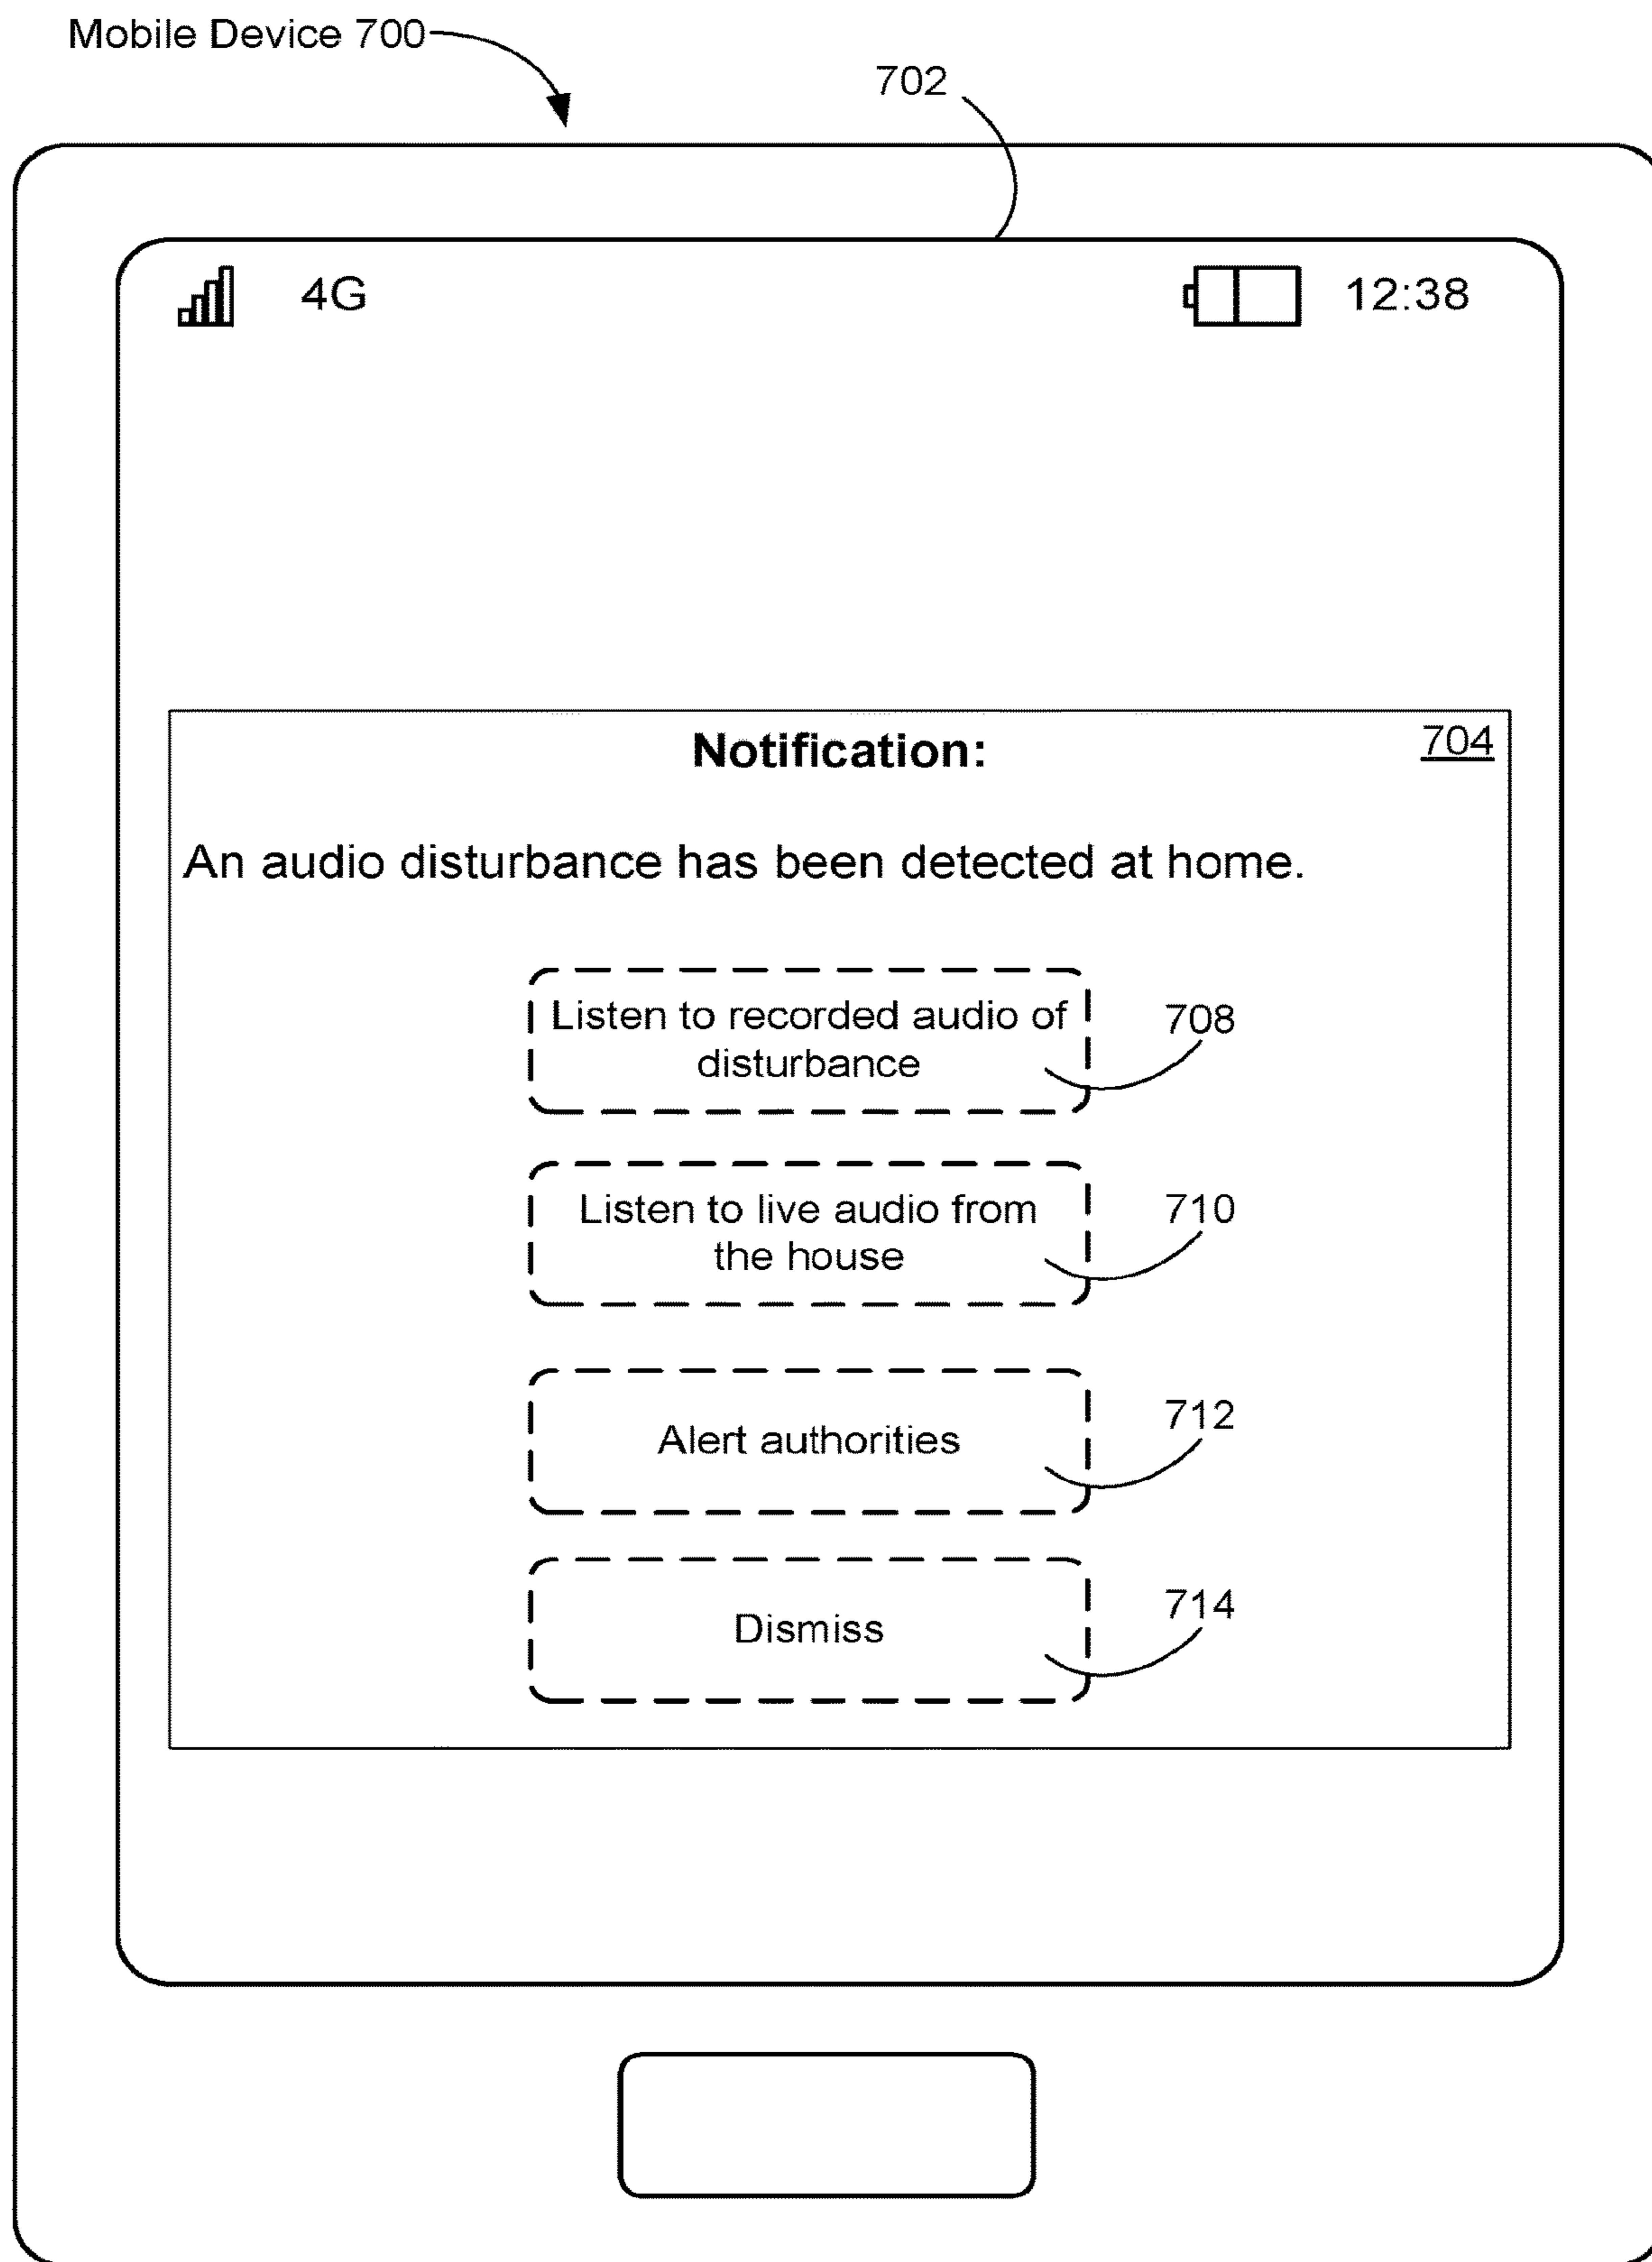 Mobile Device 700
702
4G
12:38
Notification:
704
An audio disturbance has been detected at home.
Listen to recorded audio of
disturbance
708
Listen to live audio from
the house
710
Alert authorities
712
Dismiss
714